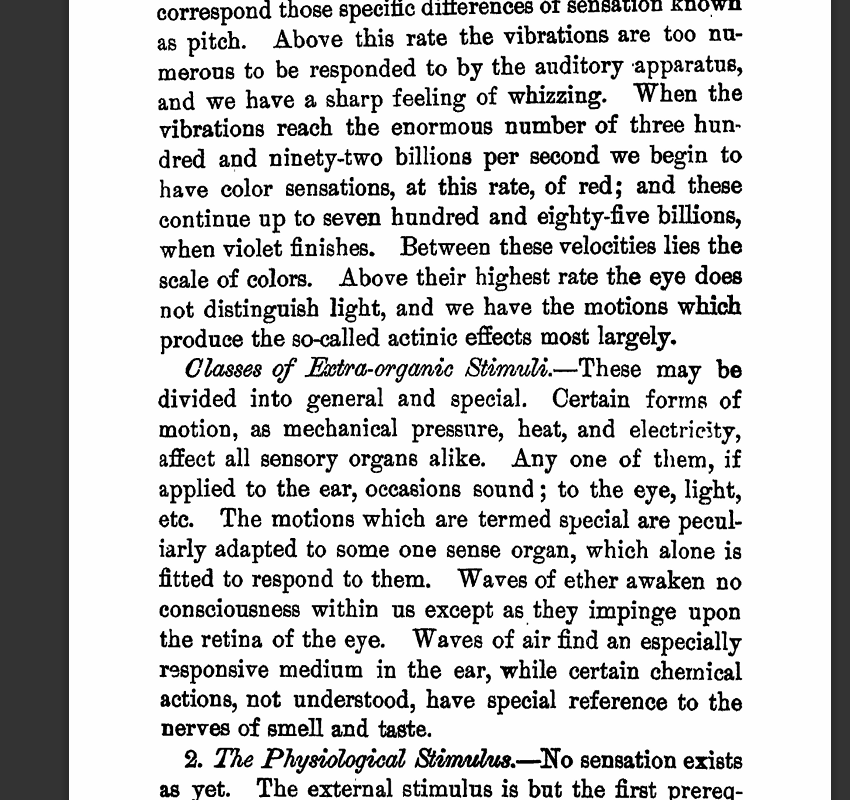 correspond those specific differences of sensation known
as pitch. Above this rate the vibrations are too nu-
merous to be responded to by the auditory apparatus,
and we have a sharp feeling of whizzing. When the
vibrations reach the enormous number of three hun-
dred and ninety-two billions per second we begin to
have color sensations, at this rate, of red; and these
continue up to seven hundred and eighty-five billions,
when violet finishes. Between these velocities lies the
scale of colors. Above their highest rate the eye does
not distinguish light, and we have the motions which
produce the so-called actinic effects most largely.
Classes of Extra-organic Stimuli.—These may be
divided into general and special. Certain forms of
motion, as mechanical pressure, heat, and electricity,
affect all sensory organs alike. Any one of them, if
applied to the ear, occasions sound; to the eye, light,
etc. The motions which are termed special are pecul-
iarly adapted to some one sense organ, which alone is
fitted to respond to them. Waves of ether awaken no
consciousness within us except as they impinge upon
the retina of the eye. Waves of air find an especially
responsive medium in the ear, while certain chemical
actions, not understood, have special reference to the
nerves of smell and taste.
2. The Physiological Stimulus.—No sensation exists
as yet. The external stimulus is but the first prereq-